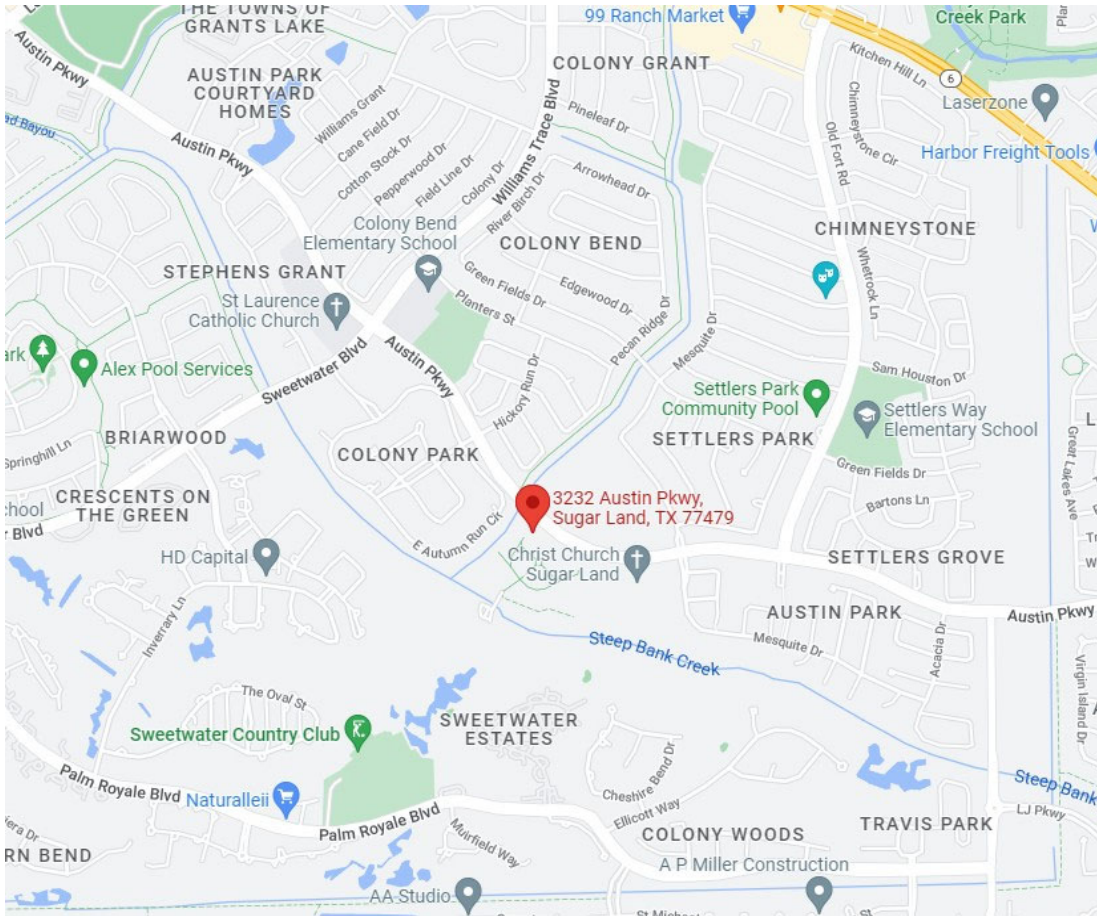 THE TOWNS OF
GRANTS LAKE
99 Ranch Market
Creek Park
Austin Pkwy
COLONY GRANT
Kitchen Hill Ln
6
AUSTIN PARK
COURTYARD
HOMES
Williams Trace Blvd
Pineleaf Dr
Old Fort Rd
Chimneystone Cir
Laserzone
Harbor Freight Tools
Austin Pkwy
Williams Grant
Cane Field Dr
Cotton Stock Dr
Pepperwood Dr
Field Line Dr
Colony Dr
River Birch Dr
Arrowhead Dr
CHIMNEYSTONE
Colony Bend
Elementary School
COLONY BEND
Whetrock Ln
STEPHENS GRANT
St Laurence
Catholic Church
Green Fields Dr
Edgewood Dr
Planters St
Pecan Ridge Dr
Mesquite Dr
Alex Pool Services
Sweetwater Blvd
Austin Pkwy
Hickory Run Dr
Sam Houston Dr
Settlers Park
Community Pool
Settlers Way
Elementary School
SETTLERS PARK
BRIARWOOD
Springhill Ln
COLONY PARK
Green Fields Dr
Great Lakes Ave
CRESCENTS ON
THE GREEN
3232 Austin Pkwy,
Sugar Land, TX 77479
Bartons Ln
r Blvd
E Autumn Run Cir
HD Capital
Christ Church
Sugar Land
SETTLERS GROVE
Inverrary Ln
AUSTIN PARK
Austin Pkwy
Steep Bank Creek
Mesquite Dr
Acacia Dr
Virgin Island Dr
The Oval St
Sweetwater Country Club
SWEETWATER
ESTATES
Palm Royale Blvd
Naturalleii
Cheshire Bend Dr
Steep Bank
Ellicott Way
LJ Pkwy
Palm Royale Blvd
Muirfield Way
COLONY WOODS
TRAVIS PARK
RN BEND
A P Miller Construction
AA Studio